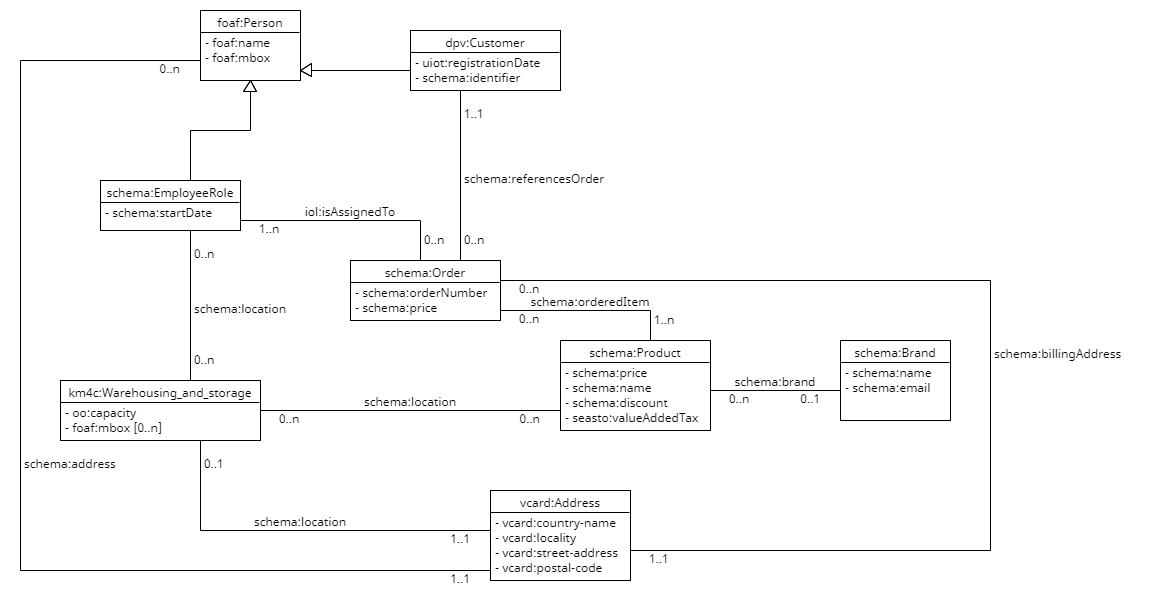 foaf:Person
- foaf:name
- foaf:mbox
0..n
dpv:Customer
- uiot:registrationDate
- schema:identifier
1..1
schema:referencesOrder
0..n
schema:EmployeeRole
- schema:startDate
iol:isAssignedTo
1..n
0..n
0..n
schema:location
0..n
schema:Order
- schema:orderNumber
- schema:price
0..n
schema:orderedItem
0..n
1..n
schema:billingAddress
schema:Product
- schema:price
- schema:name
- schema:discount
- seasto:valueAddedTax
schema:brand
0..n
0..1
schema:Brand
- schema:name
- schema:email
km4c:Warehousing_and_storage
- oo:capacity
- foaf:mbox [0..n]
schema:location
0..n
0..n
schema:address
0..1
schema:location
1..1
vcard:Address
- vcard:country-name
- vcard:locality
- vcard:street-address
- vcard:postal-code
1..1
1..1